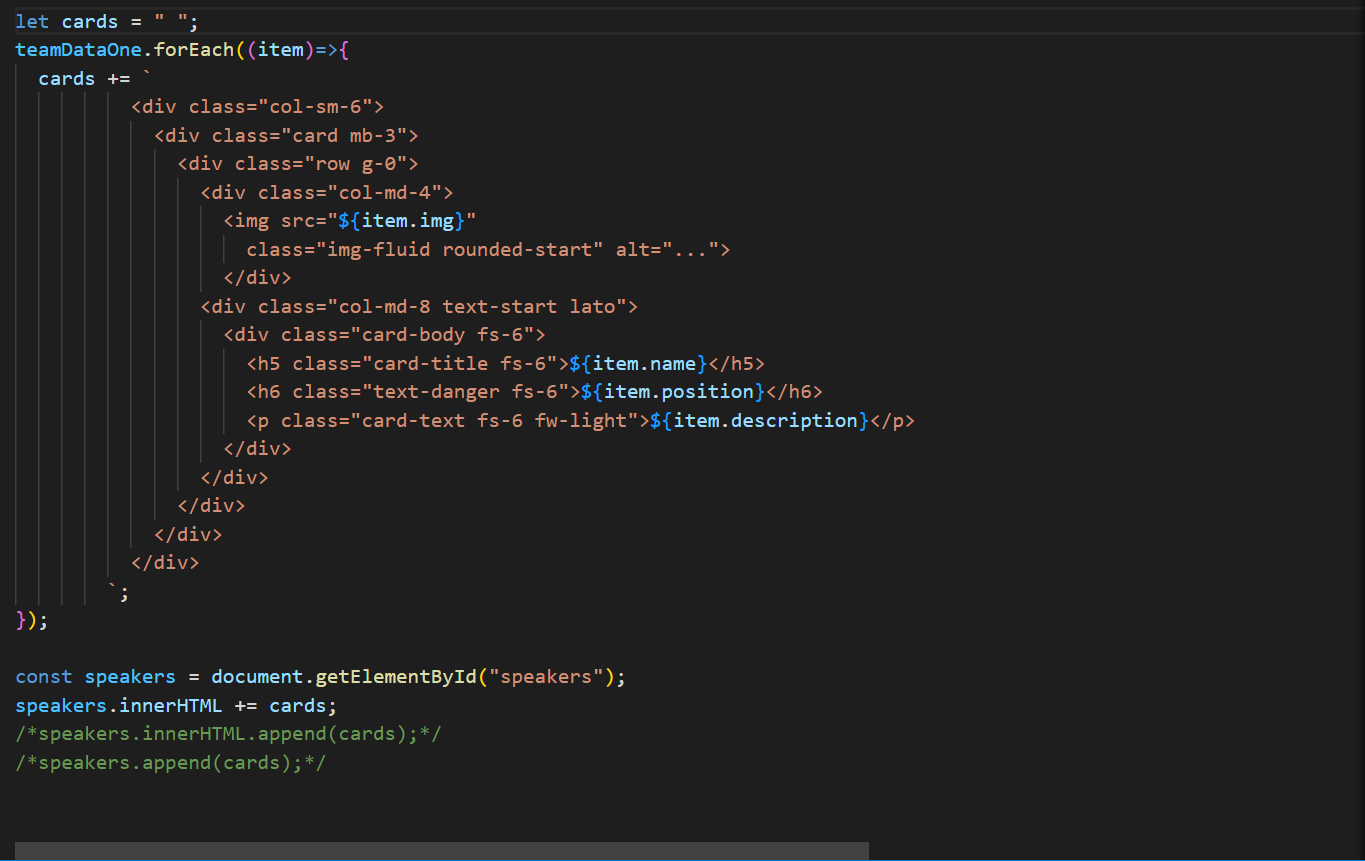 let cards = " ";
teamDataOne.forEach((item)=>{
  cards += `
          <div class="col-sm-6">
            <div class="card mb-3">
              <div class="row g-0">
                <div class="col-md-4">
                  <img src="${item.img}"
                    class="img-fluid rounded-start" alt="...">
                  </div>
                <div class="col-md-8 text-start lato">
                  <div class="card-body fs-6">
                    <h5 class="card-title fs-6">${item.name}</h5>
                    <h6 class="text-danger fs-6">${item.position}</h6>
                    <p class="card-text fs-6 fw-light">${item.description}</p>
                  </div>
                </div>
              </div>
            </div>
          </div>
        `;
});

const speakers = document.getElementById("speakers");
speakers.innerHTML += cards;
/*speakers.innerHTML.append(cards);*/
/*speakers.append(cards);*/